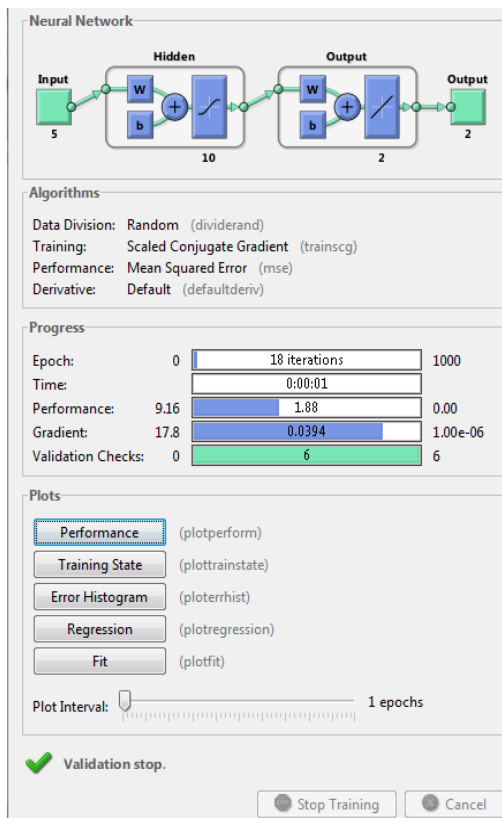 Neural Network
Hidden Output
Input W b + W b + Output
5 10 2 2
Algorithms
Data Division: Random (dividerand)
Training: Scaled Conjugate Gradient (trainscg)
Performance: Mean Squared Error (mse)
Derivative: Default (defaultderiv)
Progress
Epoch: 0 18 iterations 1000
Time: 0:00:01
Performance: 9.16 1.88 0.00
Gradient: 17.8 0.0394 1.00e-06
Validation Checks: 0 6 6
Plots
Performance (plotperform)
Training State (plottrainstate)
Error Histogram (ploterrhist)
Regression (plotregression)
Fit (plotfit)
Plot Interval: 1 epochs
Validation stop.
Stop Training Cancel